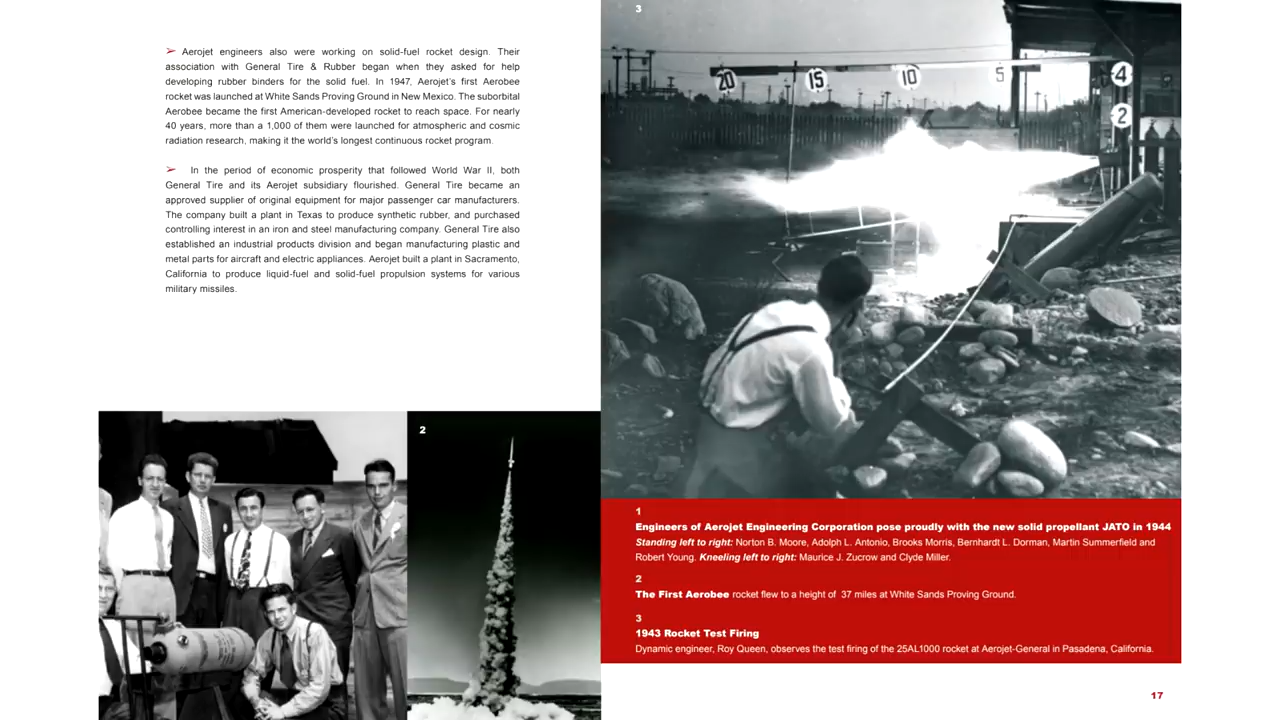 ➢ Aerojet engineers also were working on solid-fuel rocket design. Their
association with General Tire & Rubber began when they asked for help
developing rubber binders for the solid fuel. In 1947, Aerojet's first Aerobee
rocket was launched at White Sands Proving Ground in New Mexico. The suborbital
Aerobee became the first American-developed rocket to reach space. For nearly
40 years, more than a 1,000 of them were launched for atmospheric and cosmic
radiation research, making it the world's longest continuous rocket program.
➢ In the period of economic prosperity that followed World War II, both
General Tire and its Aerojet subsidiary flourished. General Tire became an
approved supplier of original equipment for major passenger car manufacturers.
The company built a plant in Texas to produce synthetic rubber, and purchased
controlling interest in an iron and steel manufacturing company. General Tire also
established an industrial products division and began manufacturing plastic and
metal parts for aircraft and electric appliances. Aerojet built a plant in Sacramento,
California to produce liquid-fuel and solid-fuel propulsion systems for various
military missiles.
2
3
20 15 10 5 4
2
1
Engineers of Aerojet Engineering Corporation pose proudly with the new solid propellant JATO in 1944
Standing left to right: Norton B. Moore, Adolph L. Antonio, Brooks Morris, Bernhardt L. Dorman, Martin Summerfield and
Robert Young. Kneeling left to right: Maurice J. Zucrow and Clyde Miller.
2
The First Aerobee rocket flew to a height of 37 miles at White Sands Proving Ground.
3
1943 Rocket Test Firing
Dynamic engineer, Roy Queen, observes the test firing of the 25AL1000 rocket at Aerojet-General in Pasadena, California.
17